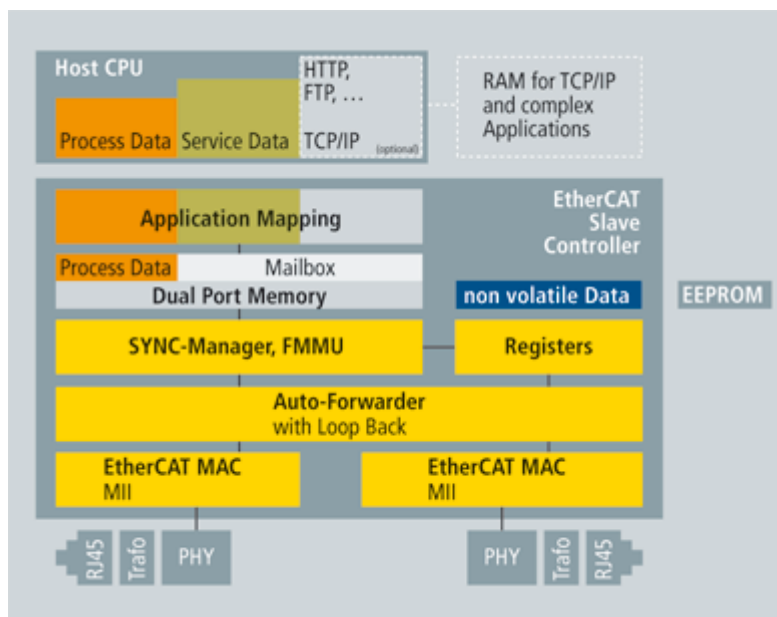 Host CPU
HTTP,
FTP, ...
Process Data
Service Data
TCP/IP
(optional)
RAM for TCP/IP
and complex
Applications
Application Mapping
EtherCAT
Slave
Controller
Process Data
Mailbox
Dual Port Memory
non volatile Data
EEPROM
SYNC-Manager, FMMU
Registers
Auto-Forwarder
with Loop Back
EtherCAT MAC
MII
EtherCAT MAC
MII
RJ45
Trafo
PHY
PHY
Trafo
RJ45